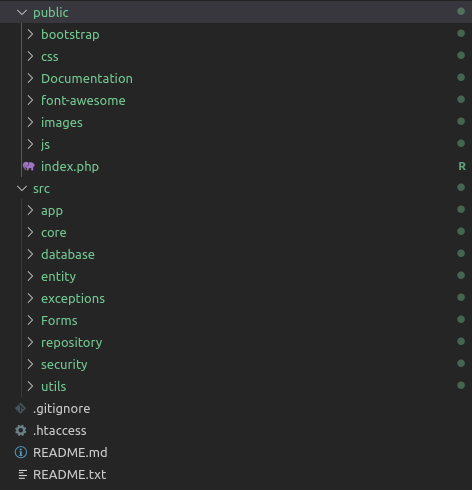 public
bootstrap
css
Documentation
font-awesome
images
js
index.php R
src
app
core
database
entity
exceptions
Forms
repository
security
utils
.gitignore
.htaccess
README.md
README.txt